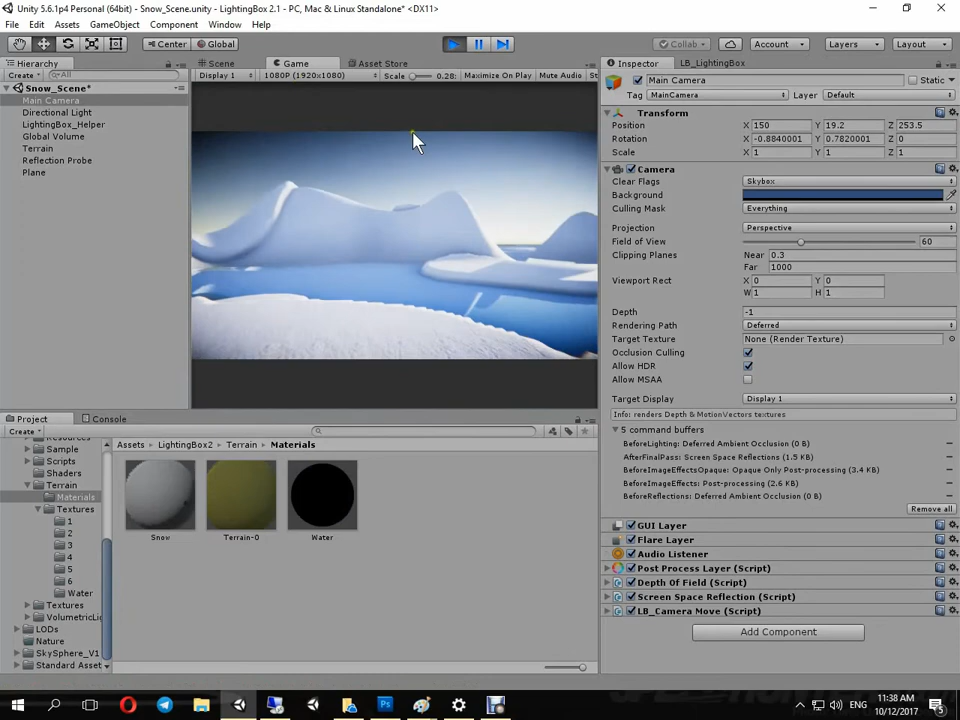 Unity 5.6.1p4 Personal (64bit) - Snow_Scene.unity - LightingBox 2.1 - PC, Mac & Linux Standalone* <DX11>
File Edit Assets GameObject Component Window Help
Center Global Collab Account Layers Layout
Hierarchy Scene Game Asset Store Inspector LB_LightingBox
Create All Display 1 1080P (1920x1080) Scale 0.28: Maximize On Play Mute Audio St
Main Camera Static
Tag MainCamera Layer Default
Snow_Scene*
Main Camera
Directional Light
LightingBox_Helper
Global Volume
Terrain
Reflection Probe
Plane
Transform
Position X 150 Y 19.2 Z 253.5
Rotation X -0.8840001 Y 0.7820001 Z 0
Scale X 1 Y 1 Z 1
Camera
Clear Flags Skybox
Background
Culling Mask Everything
Projection Perspective
Field of View 60
Clipping Planes Near 0.3
Far 1000
Viewport Rect X 0 Y 0
W 1 H 1
Depth -1
Rendering Path Deferred
Target Texture None (Render Texture)
Occlusion Culling
Allow HDR
Allow MSAA
Target Display Display 1
Info: renders Depth & MotionVectors textures
5 command buffers
BeforeLighting: Deferred Ambient Occlusion (0 B)
AfterFinalPass: Screen Space Reflections (1.5 KB)
BeforeImageEffectsOpaque: Opaque Only Post-processing (3.4 KB)
BeforeImageEffects: Post-processing (2.6 KB)
BeforeReflections: Deferred Ambient Occlusion (0 B)
Remove all
GUI Layer
Flare Layer
Audio Listener
Post Process Layer (Script)
Depth Of Field (Script)
Screen Space Reflection (Script)
LB_Camera Move (Script)
Add Component
Project Console
Create
Assets LightingBox2 Terrain Materials
Resources
Sample
Scripts
Shaders
Terrain
Materials
Textures
1
2
3
4
5
6
Water
Textures
VolumetricLig
LODs
Nature
SkySphere_V1
Standard Asset
Snow Terrain-0 Water
11:38 AM
10/12/2017
5